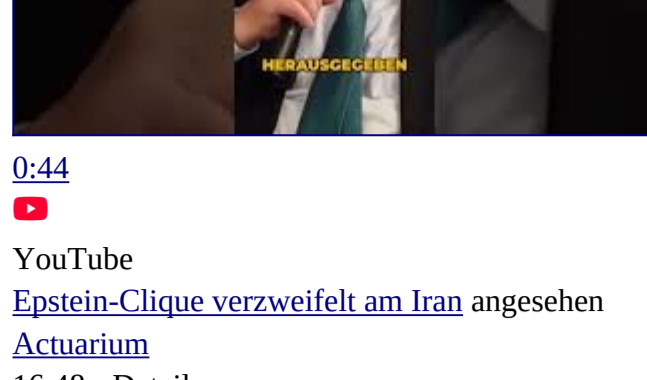 HERAUSGEGEBEN
0:44
YouTube
Epstein-Clique verzweifelt am Iran angesehen
Actuarium